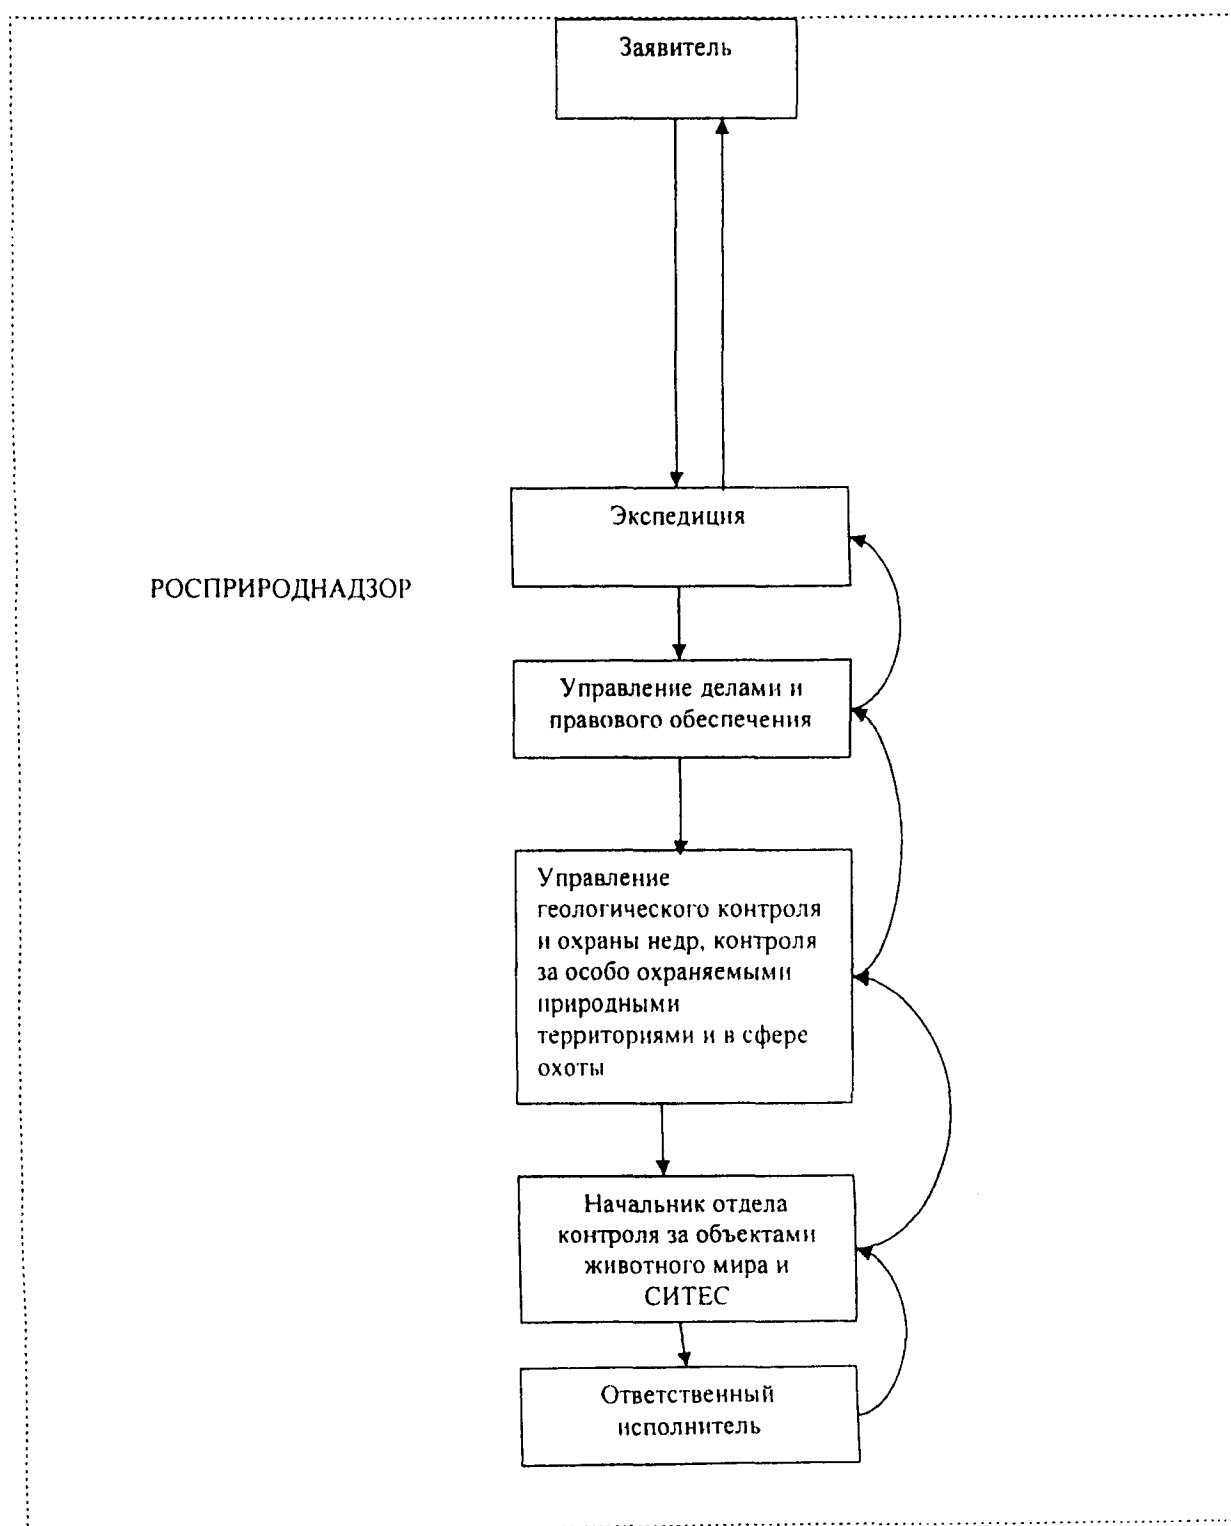 Заявитель
Экспедиция
РОСПРИРОДНАДЗОР
Управление делами и
правового обеспечения
Управление
геологического контроля
и охраны недр, контроля
за особо охраняемыми
природными
территориями и в сфере
охоты
Начальник отдела
контроля за объектами
животного мира и
СИТЕС
Ответственный
исполнитель